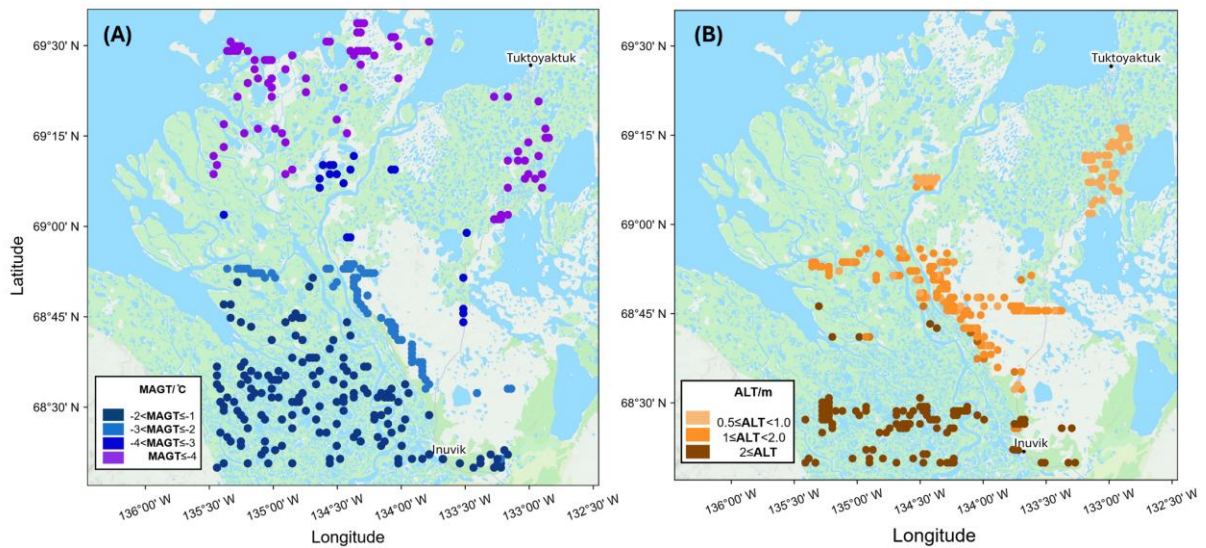 (A)
69°30' N
69°15' N
69°00' N
68°45' N
68°30' N
Latitude
Tuktoyaktuk
Inuvik
MAGT/℃
-2<MAGT≤-1
-3<MAGT≤-2
-4<MAGT≤-3
MAGT≤-4
136°00' W
135°30' W
135°00' W
134°30' W
134°00' W
133°30' W
133°00' W
132°30' W
Longitude
(B)
69°30' N
69°15' N
69°00' N
68°45' N
68°30' N
Tuktoyaktuk
Inuvik
ALT/m
0.5≤ALT<1.0
1≤ALT<2.0
2≤ALT
136°00' W
135°30' W
135°00' W
134°30' W
134°00' W
133°30' W
133°00' W
132°30' W
Longitude